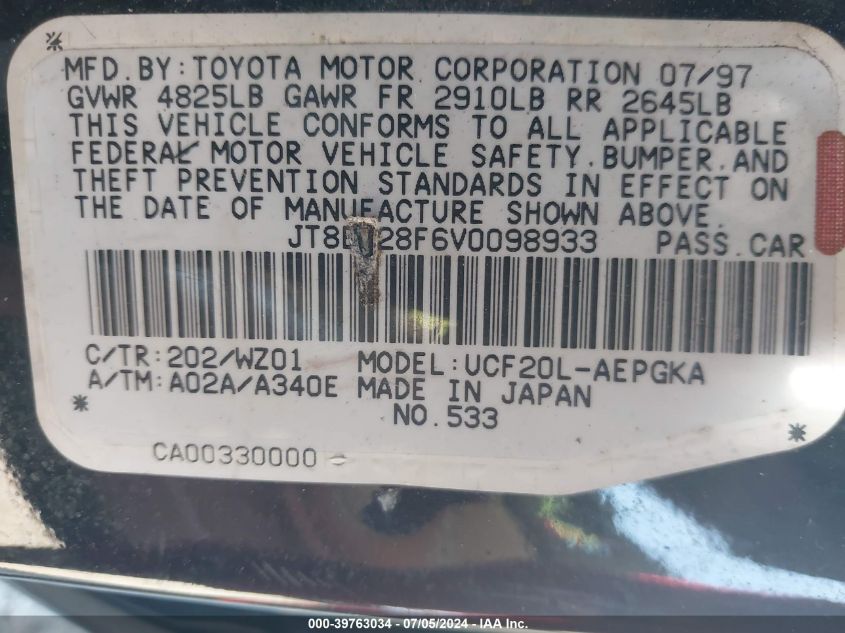 MFD.BY:TOYOTA MOTOR CORPORATION 07/97
GVWR 4825LB GAWR FR 2910LB RR 2645LB
THIS VEHICLE CONFORMS TO ALL APPLICABLE
FEDERAL MOTOR VEHICLE SAFETY,BUMPER,AND
THEFT PREVENTION STANDARDS IN EFFECT ON
THE DATE OF MANUFACTURE SHOWN ABOVE.
PASS.CAR
C/TR:202/WZ01 MODEL:UCF20L-AEPGKA
A/TM:A02A/A340E MADE IN JAPAN
NO.533
CA00330000
000-39763034 - 07/05/2024 - IAA Inc.